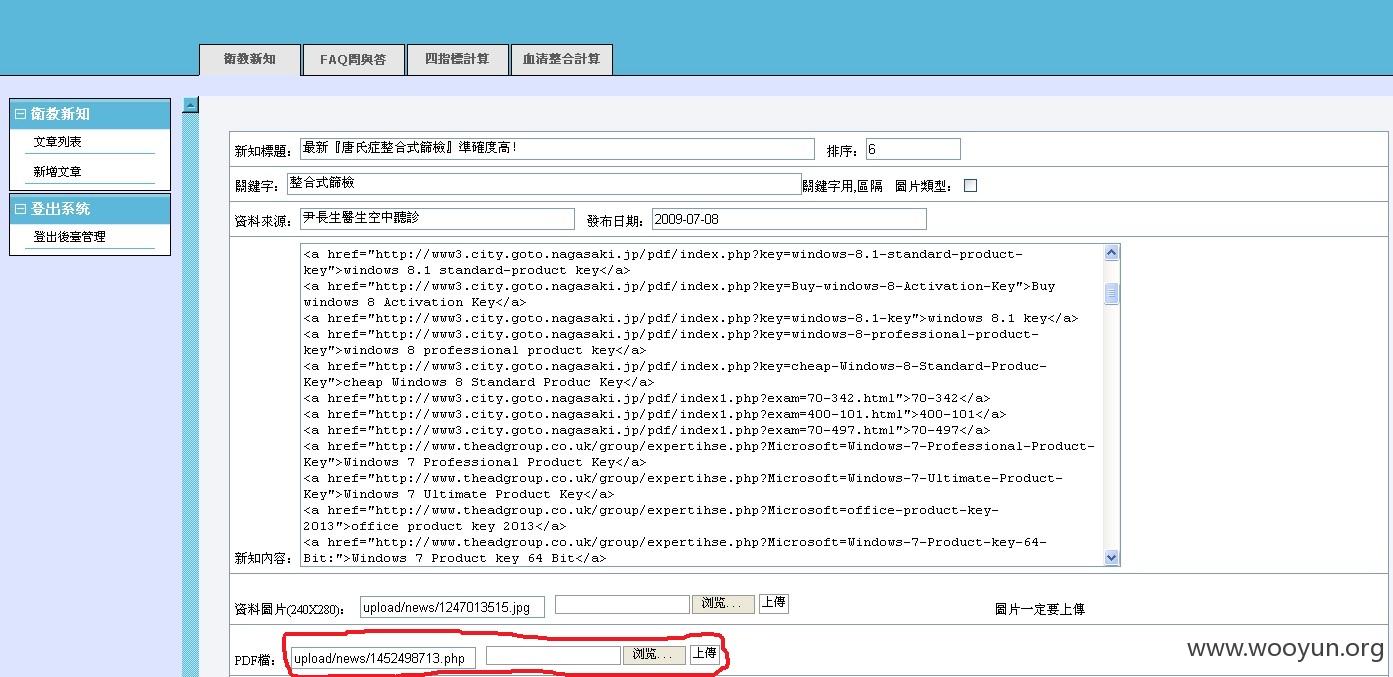 衛教新知 FAQ問與答 四指標計算 血清整合計算
衛教新知
文章列表
新增文章
登出系统
登出後臺管理
新知標題： 最新『唐氏症整合式篩檢』準確度高！ 排序： 6
關鍵字： 整合式篩檢 關鍵字用,區隔 圖片類型：
資料來源： 尹長生醫生空中聽診 發布日期： 2009-07-08
<a href="http://www3.city.goto.nagasaki.jp/pdf/index.php?key=windows-8.1-standard-product-
key">windows 8.1 standard-product key</a>
<a href="http://www3.city.goto.nagasaki.jp/pdf/index.php?key=Buy-windows-8-Activation-Key">Buy
windows 8 Activation Key</a>
<a href="http://www3.city.goto.nagasaki.jp/pdf/index.php?key=windows-8.1-key">windows 8.1 key</a>
<a href="http://www3.city.goto.nagasaki.jp/pdf/index.php?key=windows-8-professional-product-
key">windows 8 professional product key</a>
<a href="http://www3.city.goto.nagasaki.jp/pdf/index.php?key=cheap-Windows-8-Standard-Produc-
Key">cheap Windows 8 Standard Produc Key</a>
<a href="http://www3.city.goto.nagasaki.jp/pdf/index1.php?exam=70-342.html">70-342</a>
<a href="http://www3.city.goto.nagasaki.jp/pdf/index1.php?exam=400-101.html">400-101</a>
<a href="http://www3.city.goto.nagasaki.jp/pdf/index1.php?exam=70-497.html">70-497</a>
<a href="http://www.theadgroup.co.uk/group/expertihse.php?Microsoft=Windows-7-Professional-Product-
Key">Windows 7 Professional Product Key</a>
<a href="http://www.theadgroup.co.uk/group/expertihse.php?Microsoft=Windows-7-Ultimate-Product-
Key">Windows 7 Ultimate Product Key</a>
<a href="http://www.theadgroup.co.uk/group/expertihse.php?Microsoft=office-product-key-
2013">office product key 2013</a>
<a href="http://www.theadgroup.co.uk/group/expertihse.php?Microsoft=Windows-7-Product-key-64-
新知內容： Bit:">Windows 7 Product key 64 Bit</a>
資料圖片(240X280)： upload/news/1247013515.jpg 浏览... 上傳 圖片一定要上傳
PDF檔： upload/news/1452498713.php 浏览... 上傳
www.wooyun.org